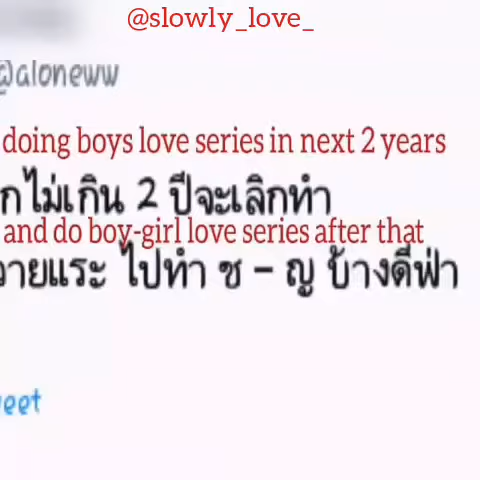 @slowly_love_
@aloneww
doing boys love series in next 2 years
กไม่เกิน 2 ปีจะเลิกทำ
and do boy-girl love series after that
วายแระ ไปทำ ช - ญ บ้างดีฟ่า
eet